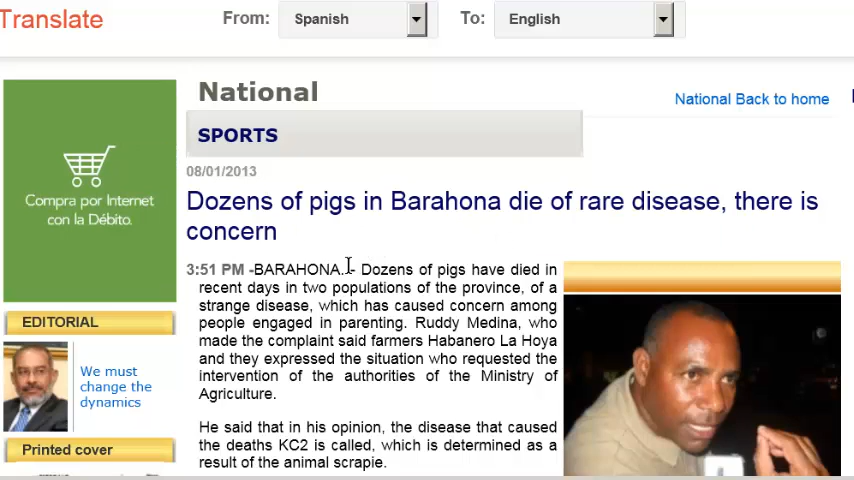 Translate
From:
Spanish
To:
English
National
National Back to home
SPORTS
08/01/2013
Dozens of pigs in Barahona die of rare disease, there is
concern
Compra por Internet
con la Débito.
3:51 PM -BARAHONA..- Dozens of pigs have died in
recent days in two populations of the province, of a
strange disease, which has caused concern among
people engaged in parenting. Ruddy Medina, who
made the complaint said farmers Habanero La Hoya
and they expressed the situation who requested the
intervention of the authorities of the Ministry of
Agriculture.
He said that in his opinion, the disease that caused
the deaths KC2 is called, which is determined as a
result of the animal scrapie.
EDITORIAL
We must
change the
dynamics
Printed cover